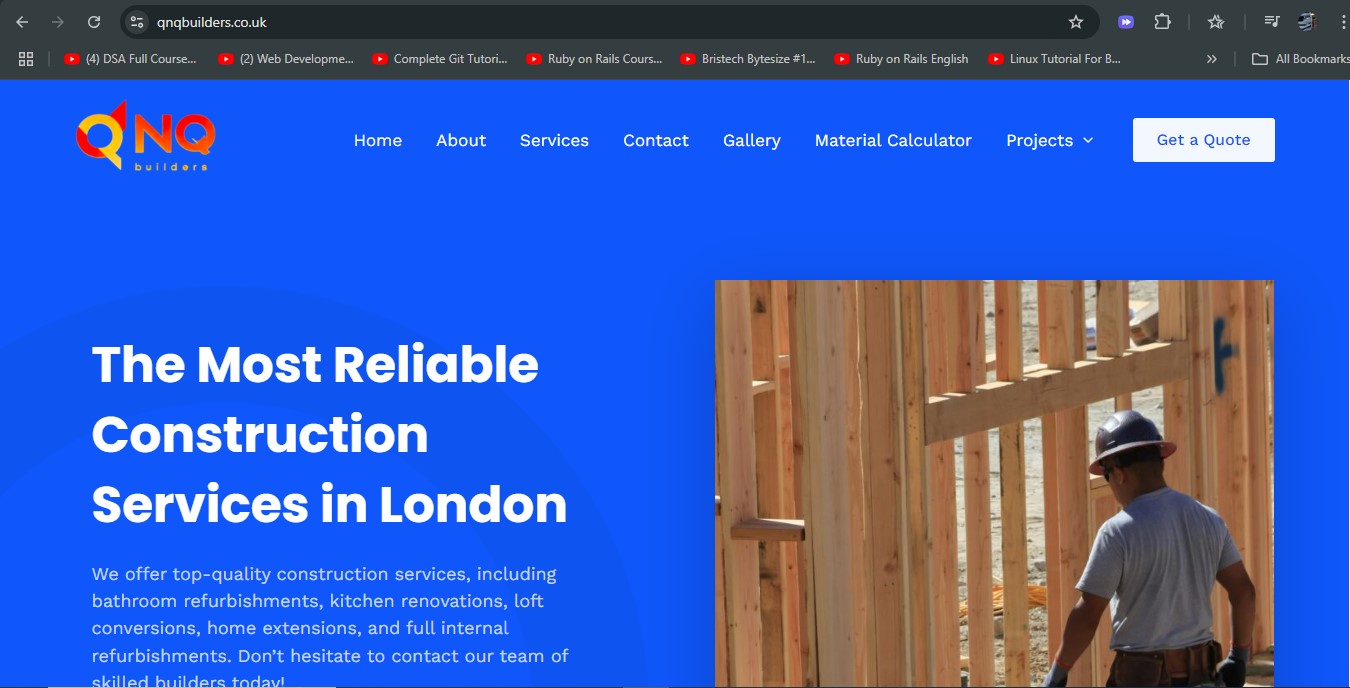 qnqbuilders.co.uk
(4) DSA Full Course...
(2) Web Developme...
Complete Git Tutori...
Ruby on Rails Cours...
Bristech Bytesize #1...
Ruby on Rails English
Linux Tutorial For B...
All Bookmarks
QNQ
builders
Home
About
Services
Contact
Gallery
Material Calculator
Projects
Get a Quote
The Most Reliable
Construction
Services in London
We offer top-quality construction services, including
bathroom refurbishments, kitchen renovations, loft
conversions, home extensions, and full internal
refurbishments. Don’t hesitate to contact our team of
skilled builders today!